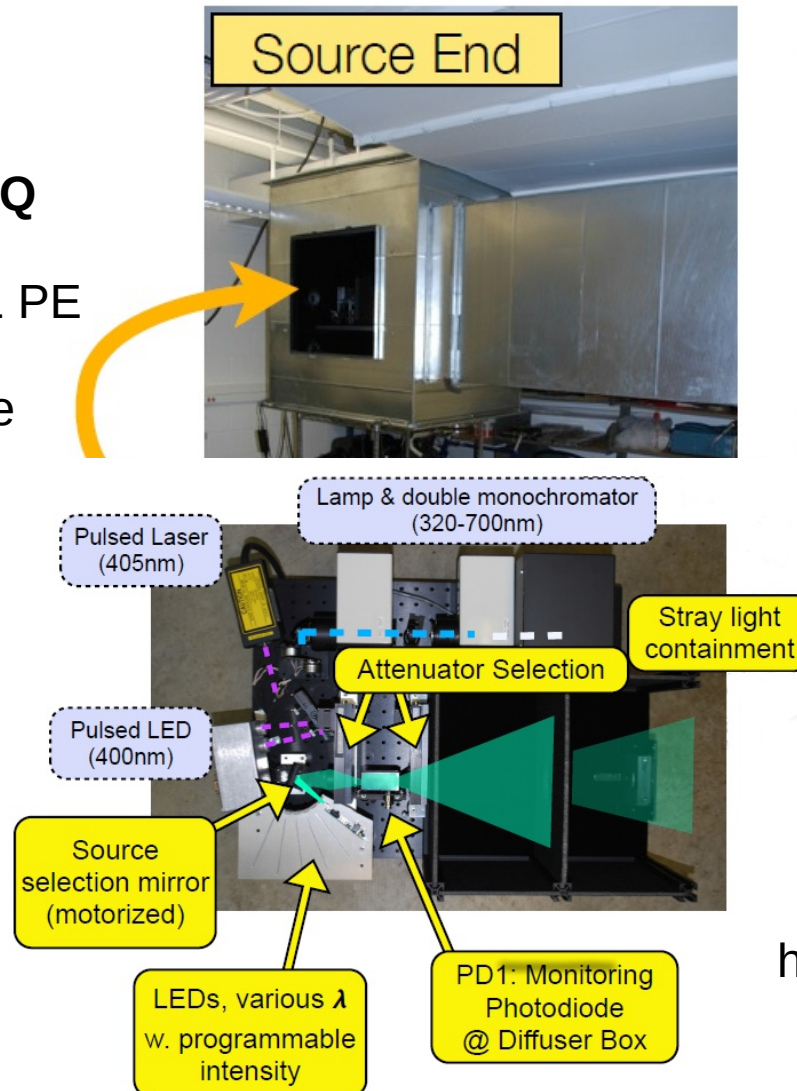 Source End
Q
PE
e
Lamp & double monochromator
(320-700nm)
Pulsed Laser
(405nm)
Stray light
containment
Attenuator Selection
Pulsed LED
(400nm)
Source
selection mirror
(motorized)
LEDs, various λ
w. programmable
intensity
PD1: Monitoring
Photodiode
@ Diffuser Box
h